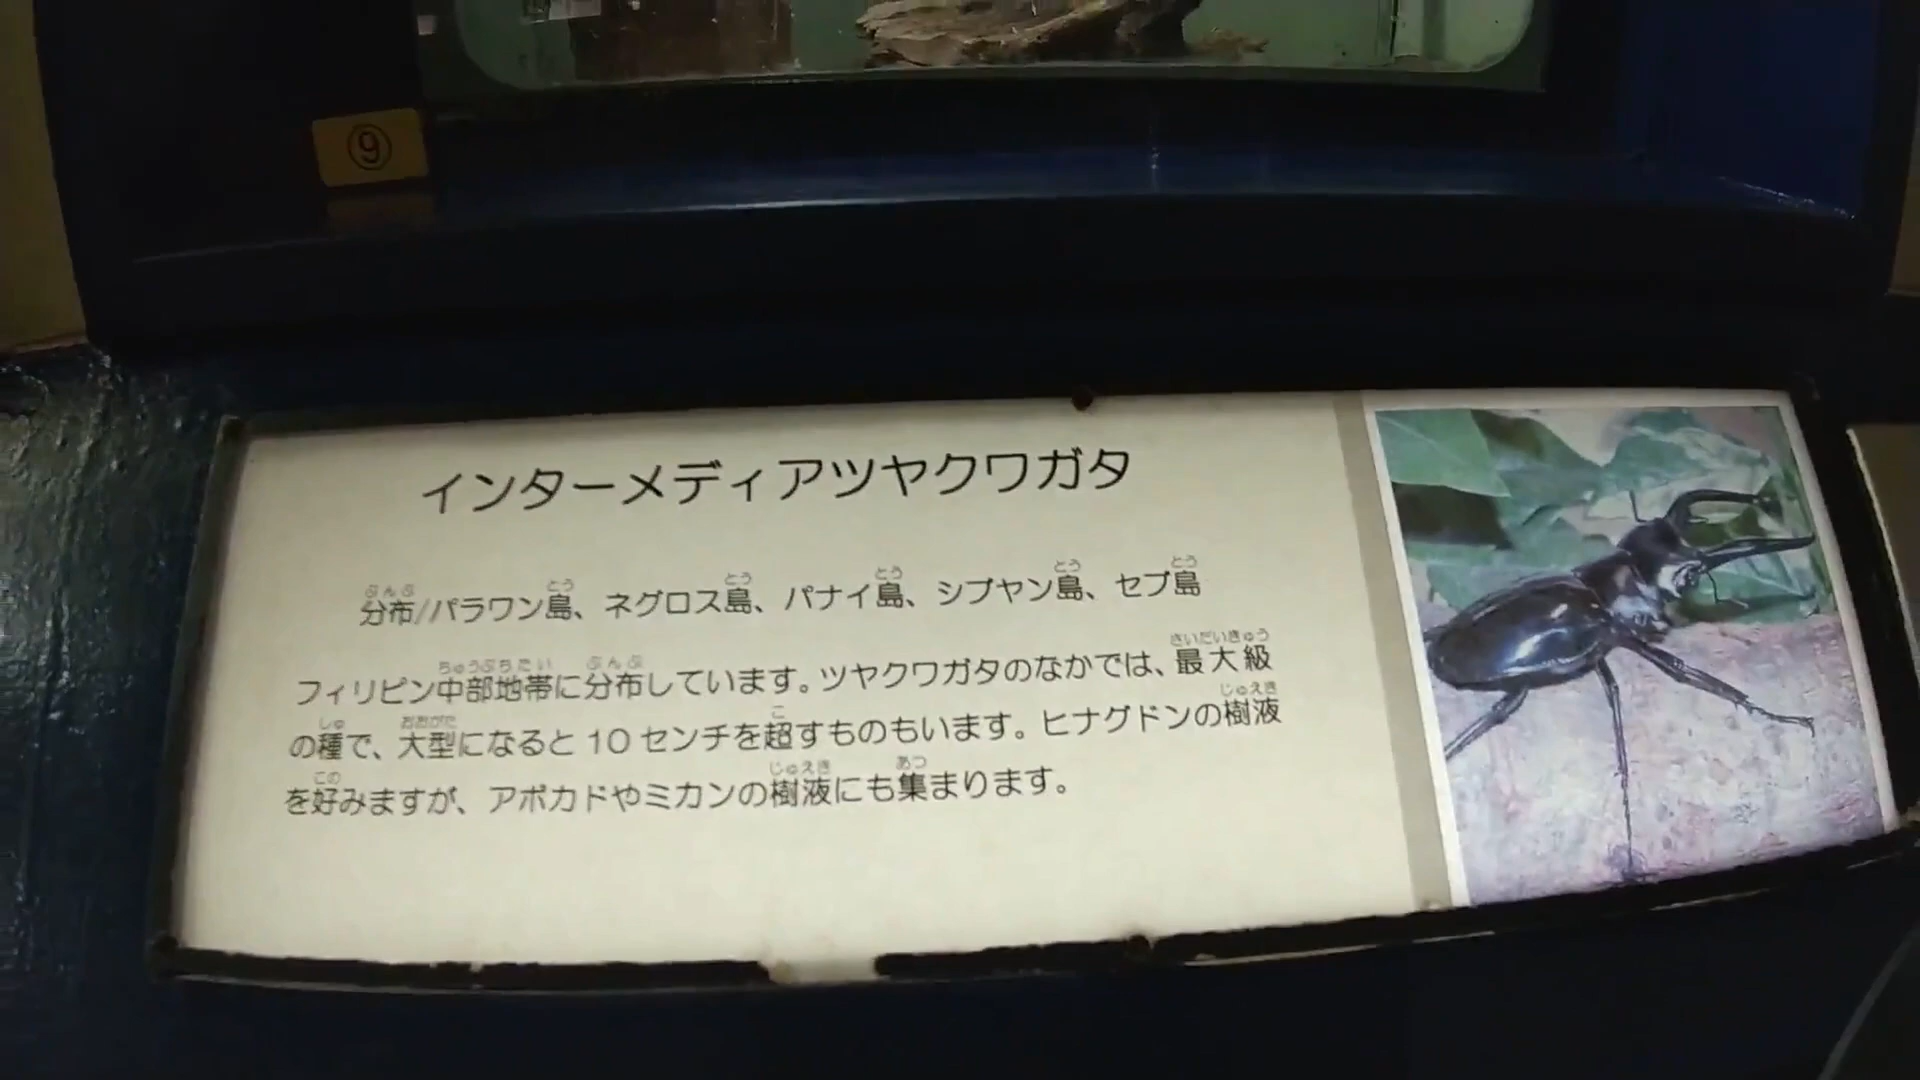 ⑨
インターメディアツヤクワガタ
分布/パラワン島、ネグロス島、パナイ島、シブヤン島、セブ島
フィリピン中部地帯に分布しています。ツヤクワガタのなかでは、最大級
の種で、大型になると10センチを超すものもいます。ヒナグドンの樹液
を好みますが、アボカドやミカンの樹液にも集まります。